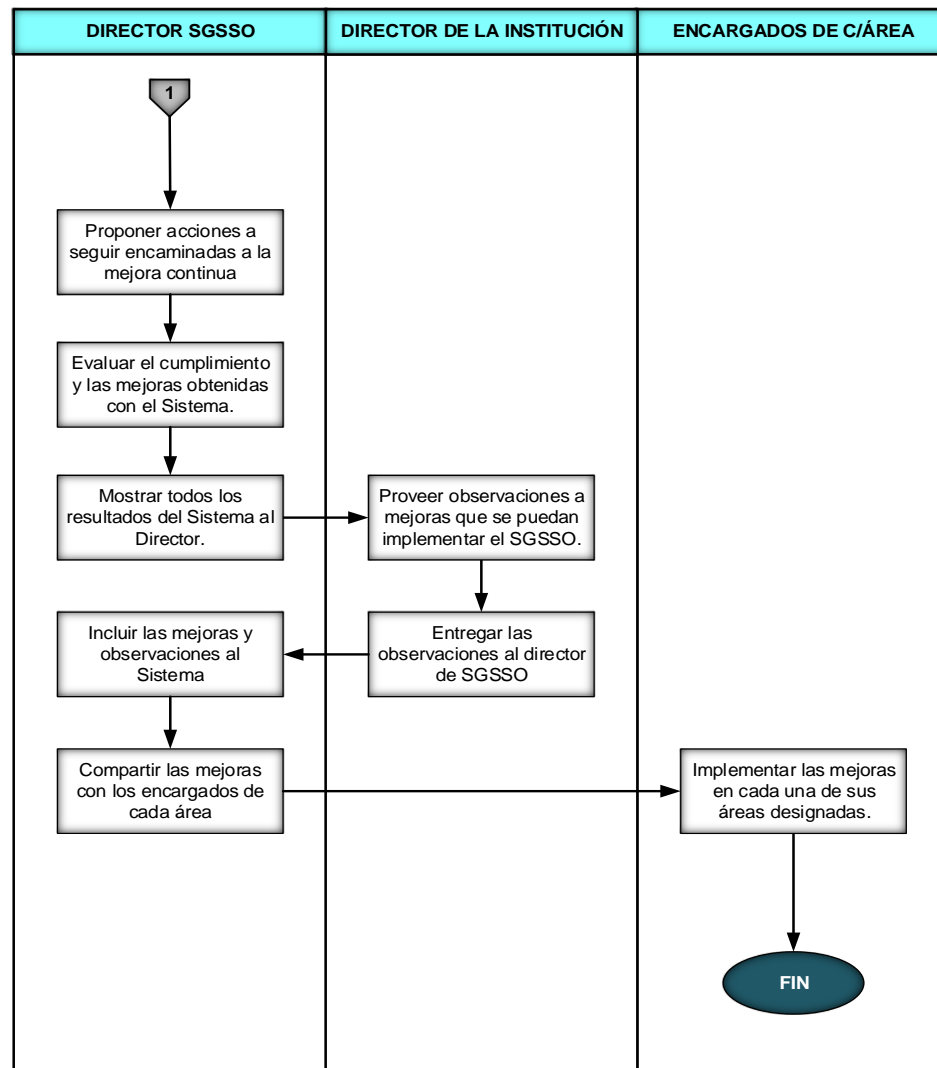 DIRECTOR SGSSO
DIRECTOR DE LA INSTITUCIÓN
ENCARGADOS DE C/ÁREA
1
Proponer acciones a
seguir encaminadas a la
mejora continua
Evaluar el cumplimiento
y las mejoras obtenidas
con el Sistema.
Mostrar todos los
resultados del Sistema al
Director.
Proveer observaciones a
mejoras que se puedan
implementar el SGSSO.
Entregar las
observaciones al director
de SGSSO
Incluir las mejoras y
observaciones al
Sistema
Compartir las mejoras
con los encargados de
cada área
Implementar las mejoras
en cada una de sus
áreas designadas.
FIN